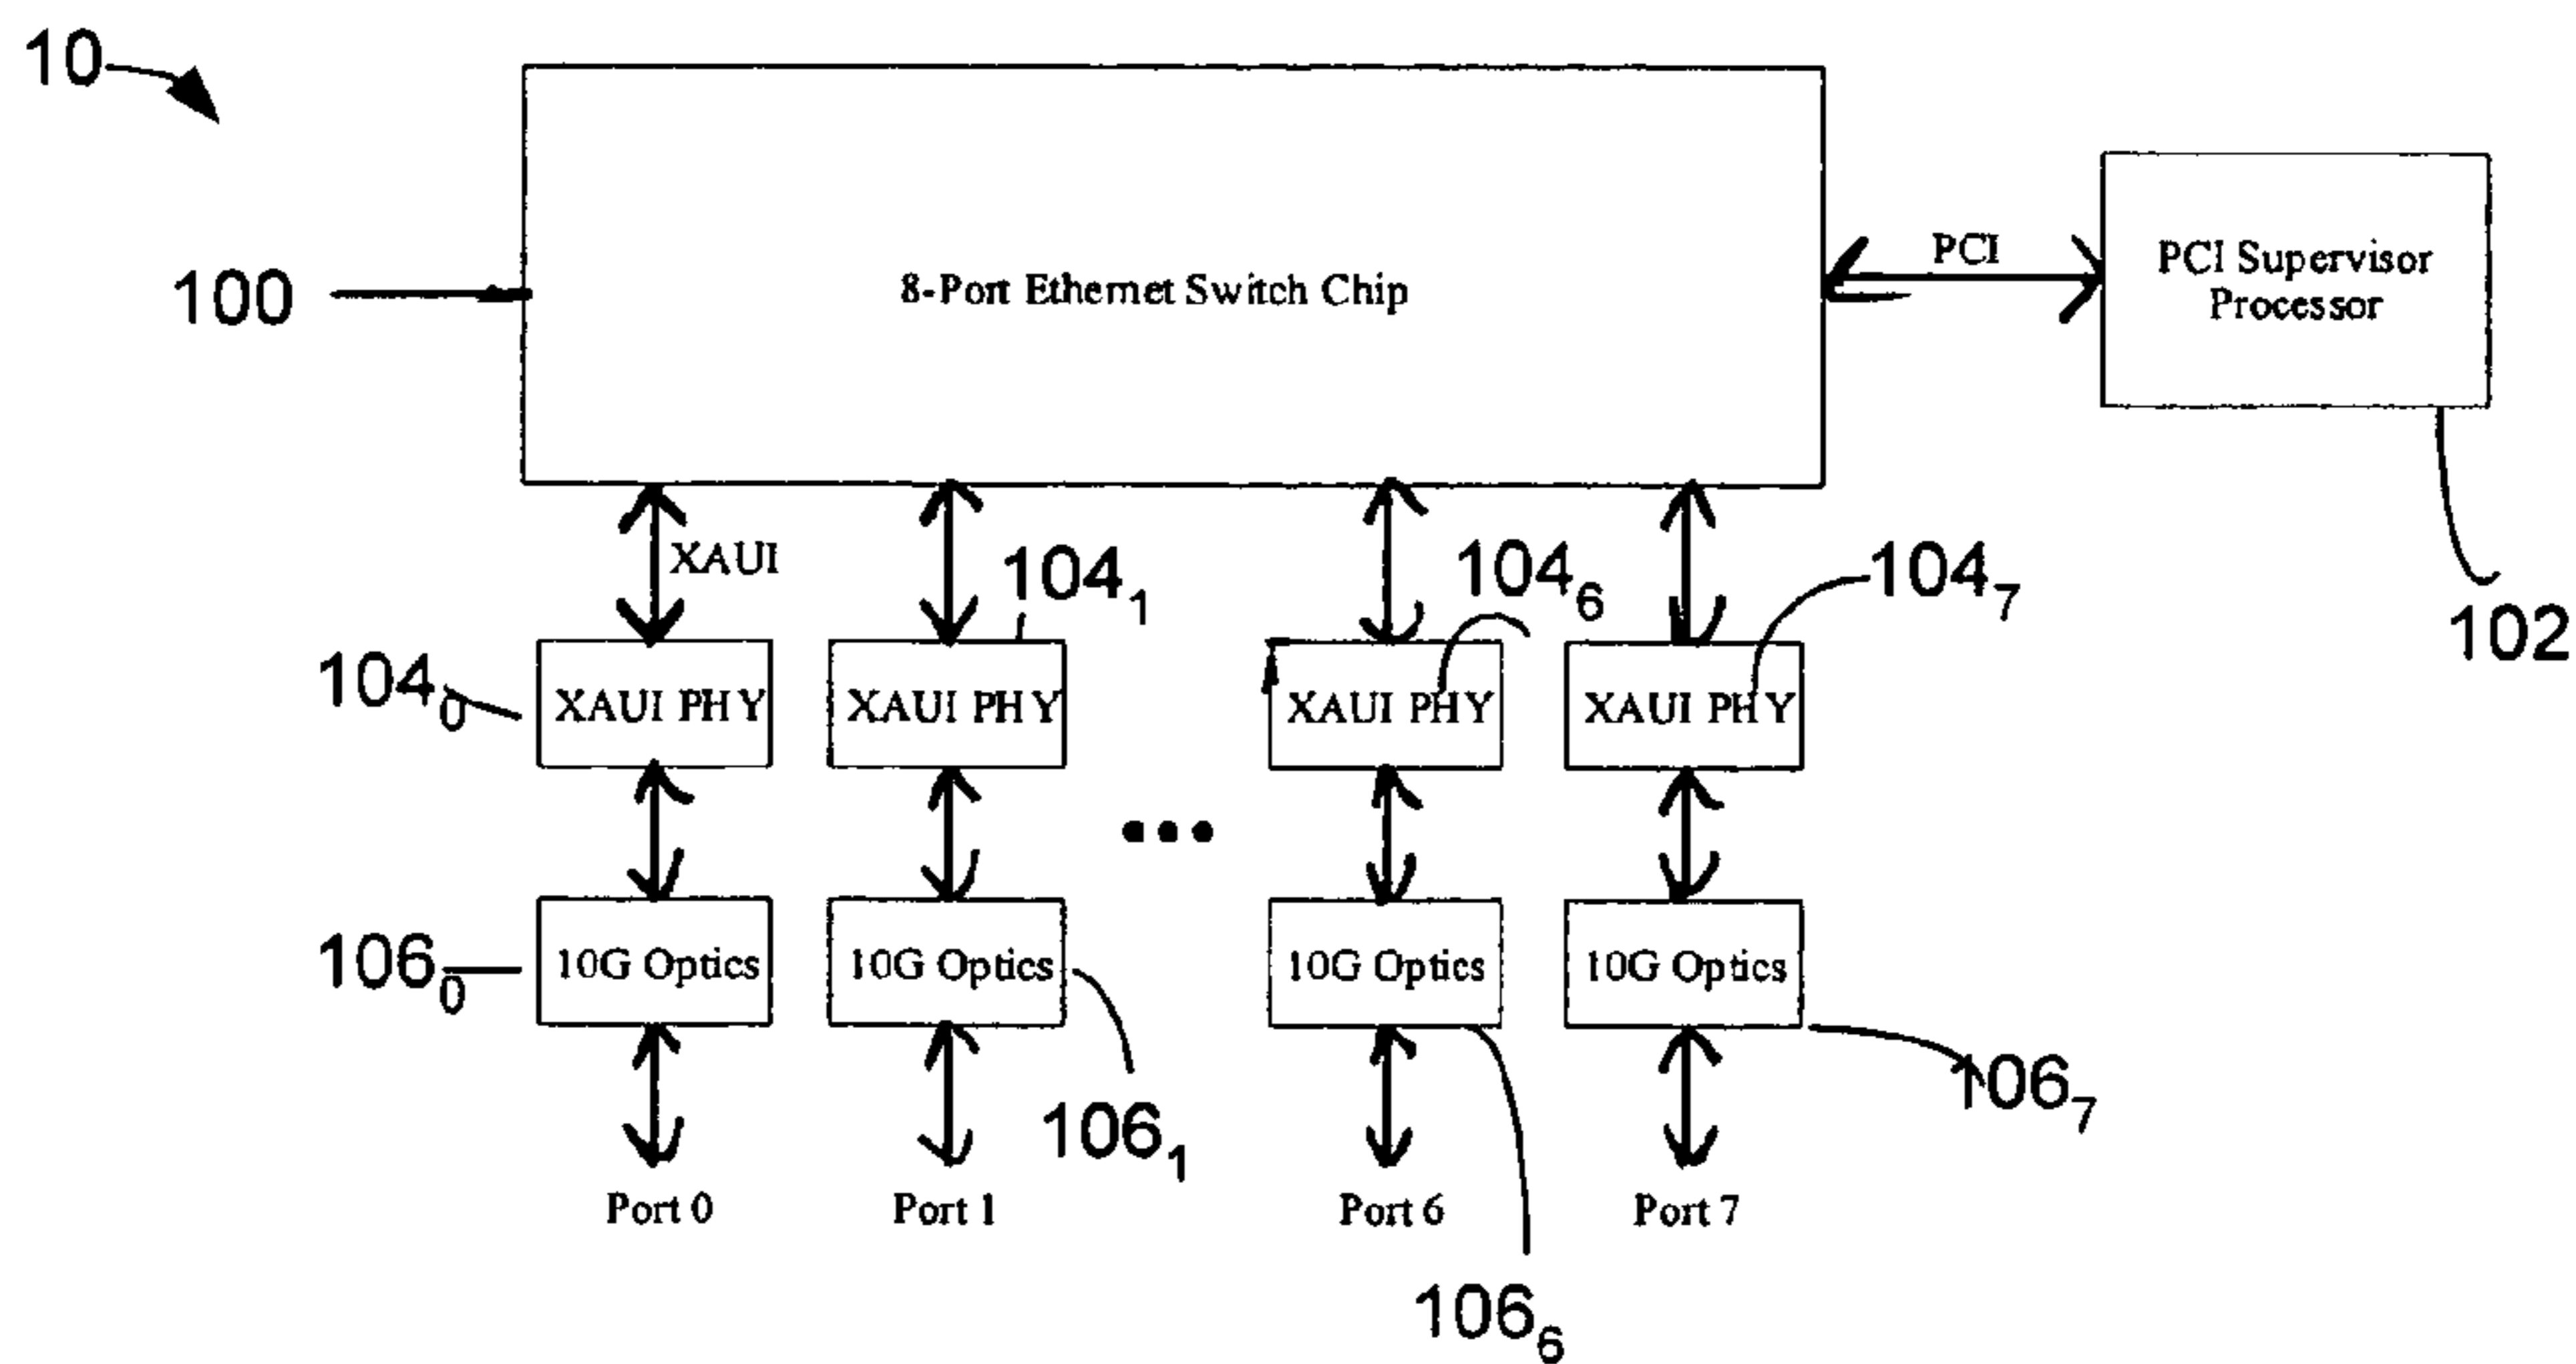 10
100
8-Port Ethernet Switch Chip
PCI
PCI Supervisor
Processor
102
XAUI
104₁
104₆
104₇
104₀
XAUI PHY
XAUI PHY
XAUI PHY
XAUI PHY
106₀
10G Optics
10G Optics
10G Optics
10G Optics
106₁
106₇
Port 0
Port 1
Port 6
Port 7
106₆